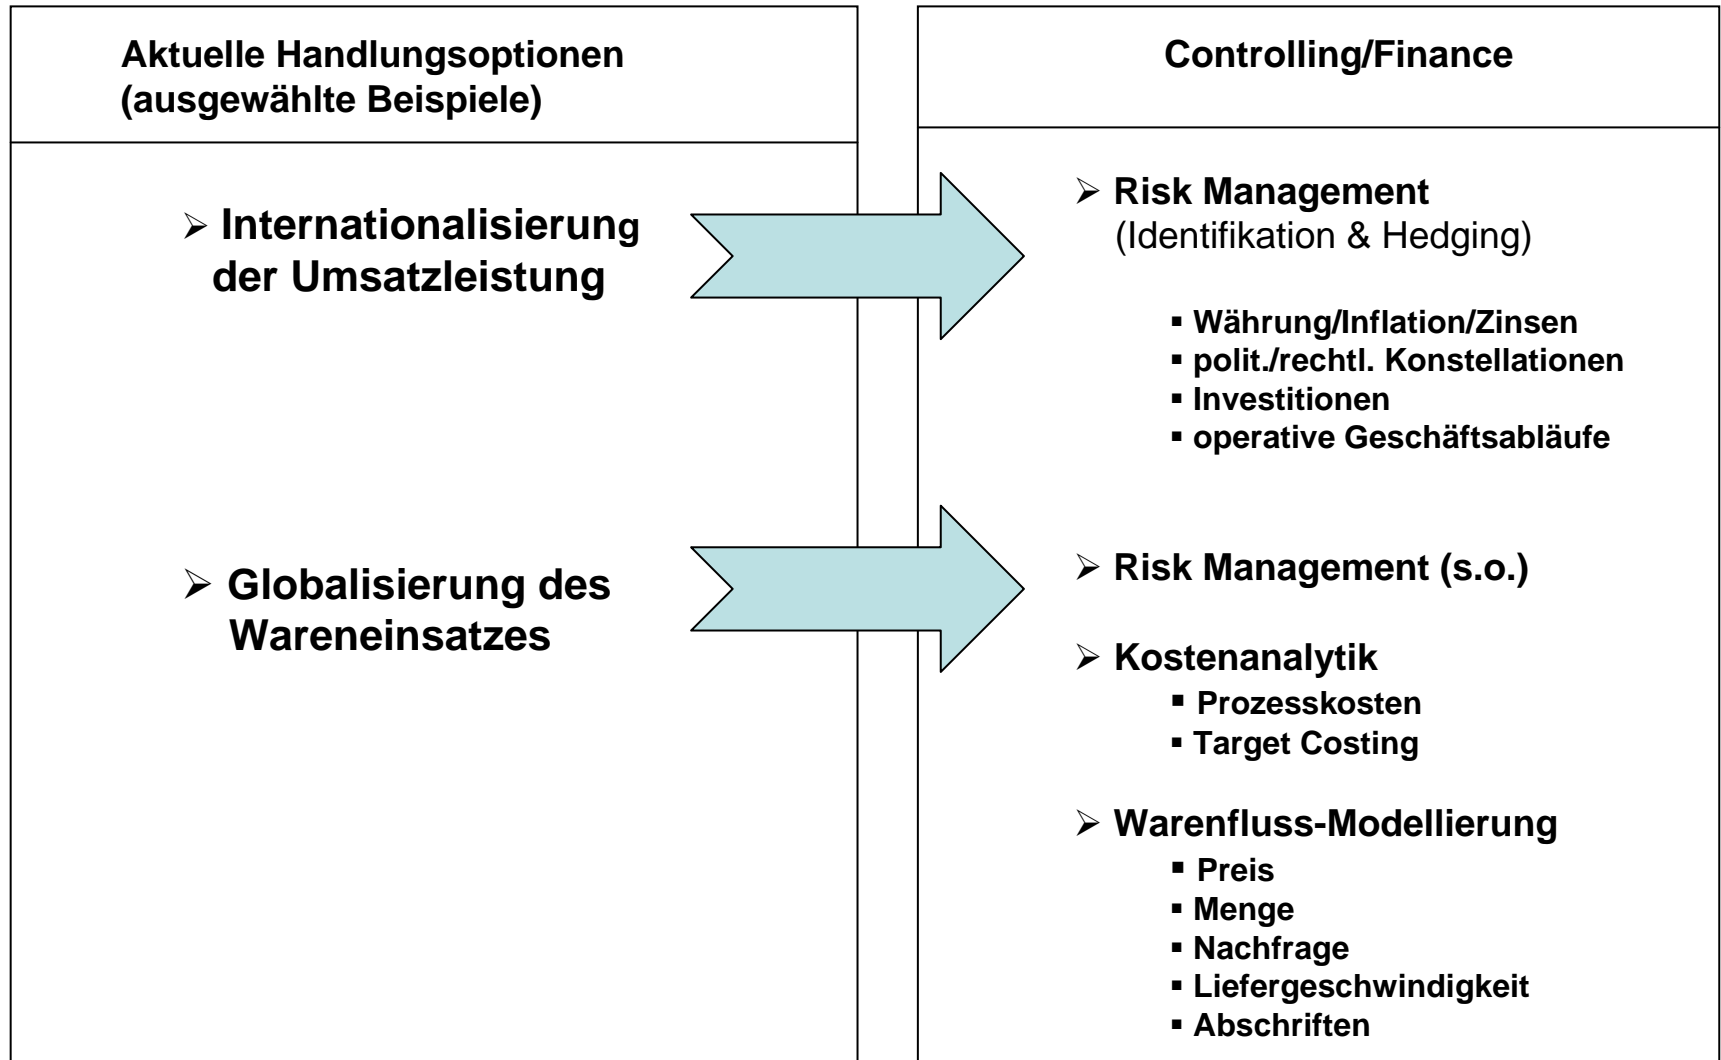 Aktuelle Handlungsoptionen
(ausgewählte Beispiele)
➢ Internationalisierung
der Umsatzleistung
➢ Globalisierung des
Wareneinsatzes
Controlling/Finance
➢ Risk Management
(Identifikation & Hedging)
▪ Währung/Inflation/Zinsen
▪ polit./rechtl. Konstellationen
▪ Investitionen
▪ operative Geschäftsabläufe
➢ Risk Management (s.o.)
➢ Kostenanalytik
▪ Prozesskosten
▪ Target Costing
➢ Warenfluss-Modellierung
▪ Preis
▪ Menge
▪ Nachfrage
▪ Liefergeschwindigkeit
▪ Abschriften